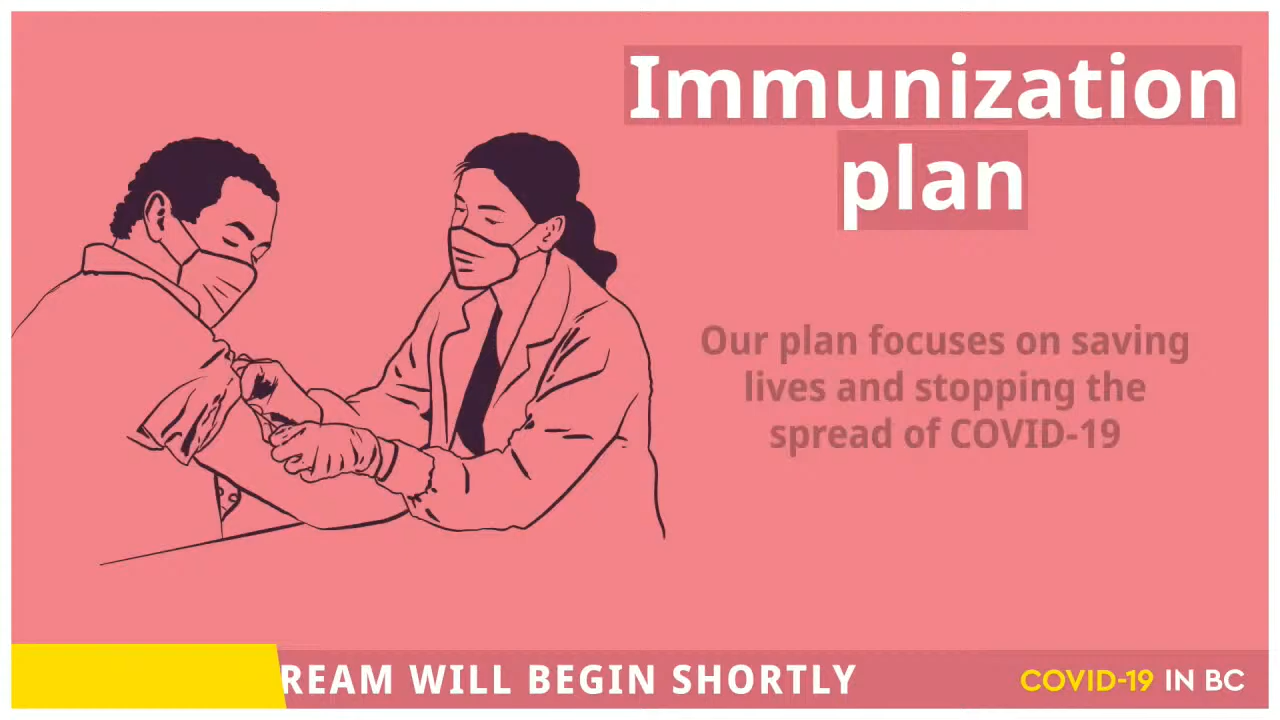 Immunization
plan
Our plan focuses on saving
lives and stopping the
spread of COVID-19
REAM WILL BEGIN SHORTLY
COVID-19 IN BC